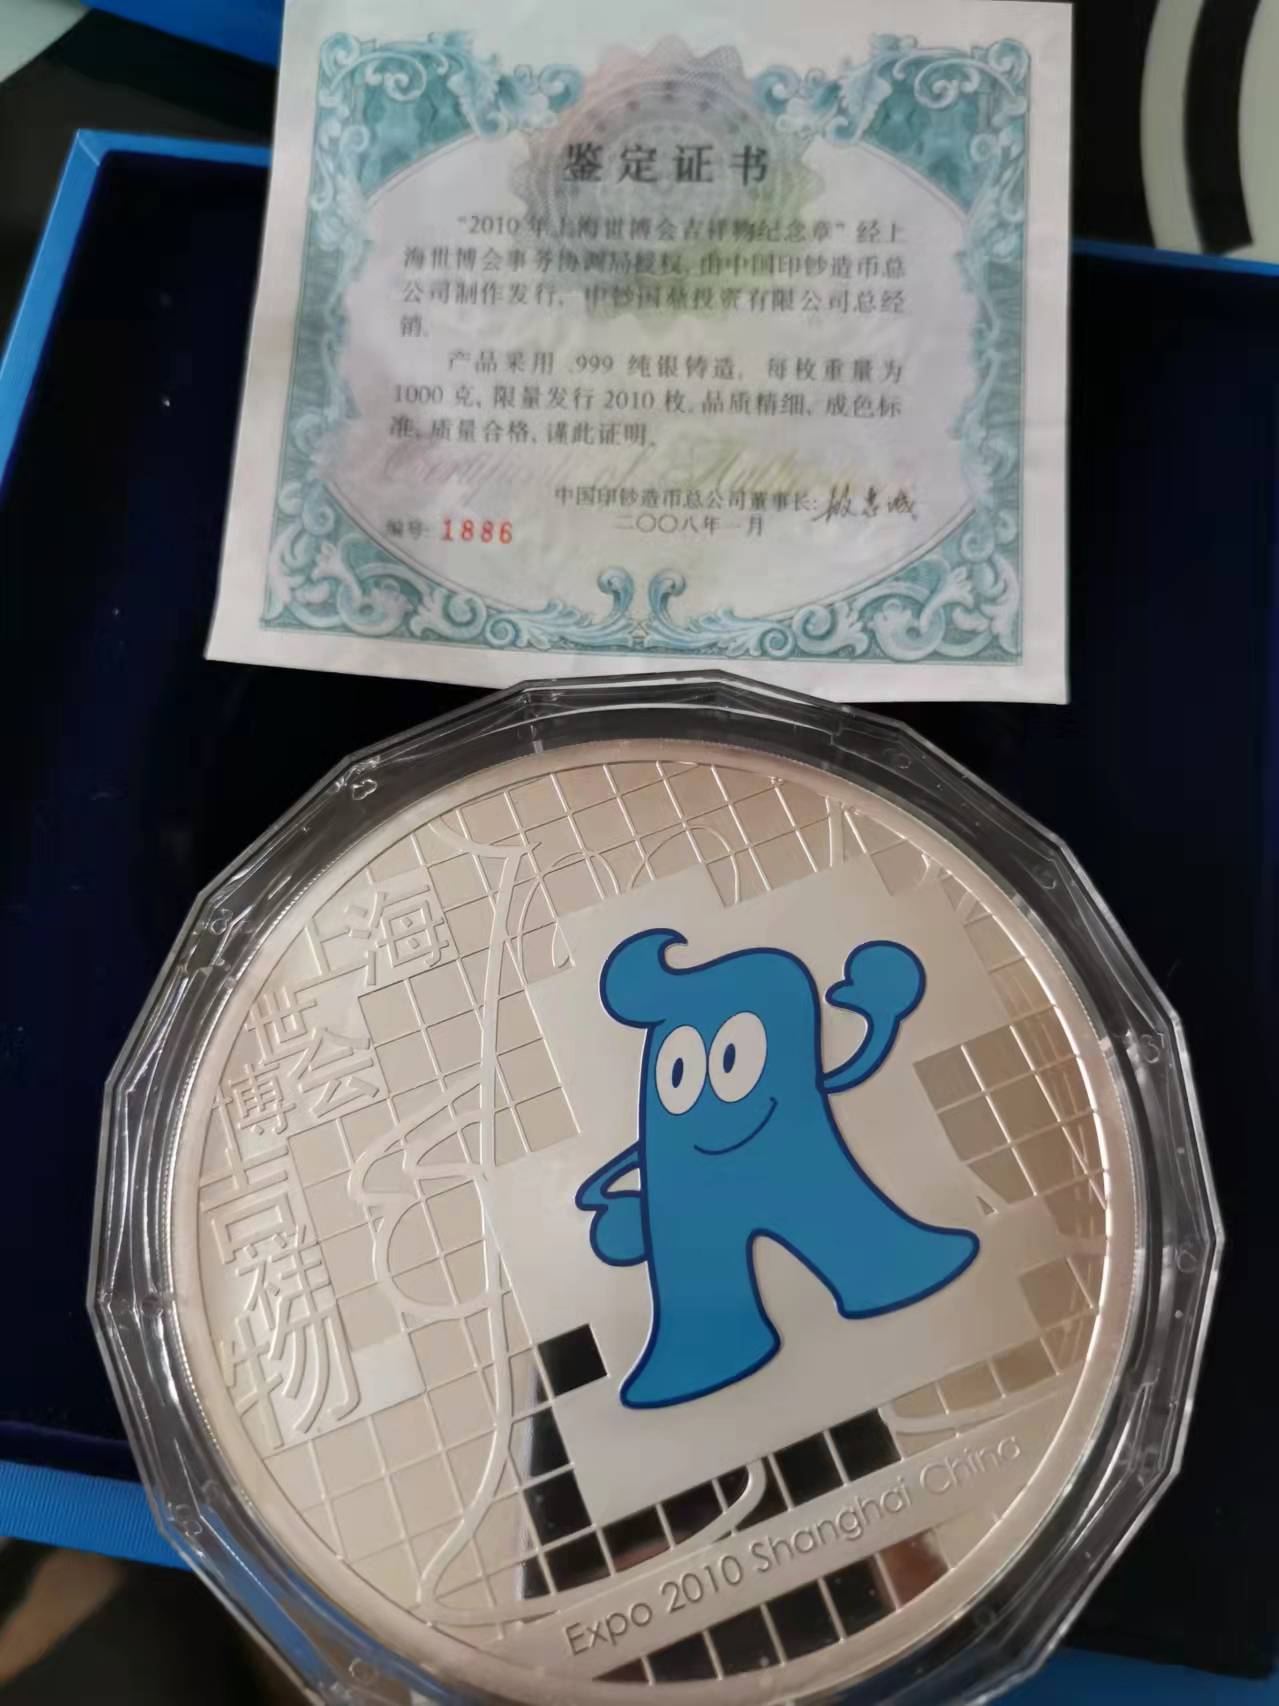 鉴定证书
“2010年上海世博会吉祥物纪念章”经上
海世博会事务协调局授权,由中国印钞造币总
公司制作发行,中钞国鼎投资有限公司总经
销。
产品采用.999纯银铸造,每枚重量为
1000克,限量发行2010枚。品质精细、成色标
准、质量合格,谨此证明。
Certificate of Authen
中国印钞造币总公司董事长:
二〇〇八年一月
编号: 1886
上海
世博会
吉祥物
Expo 2010 Shanghai China